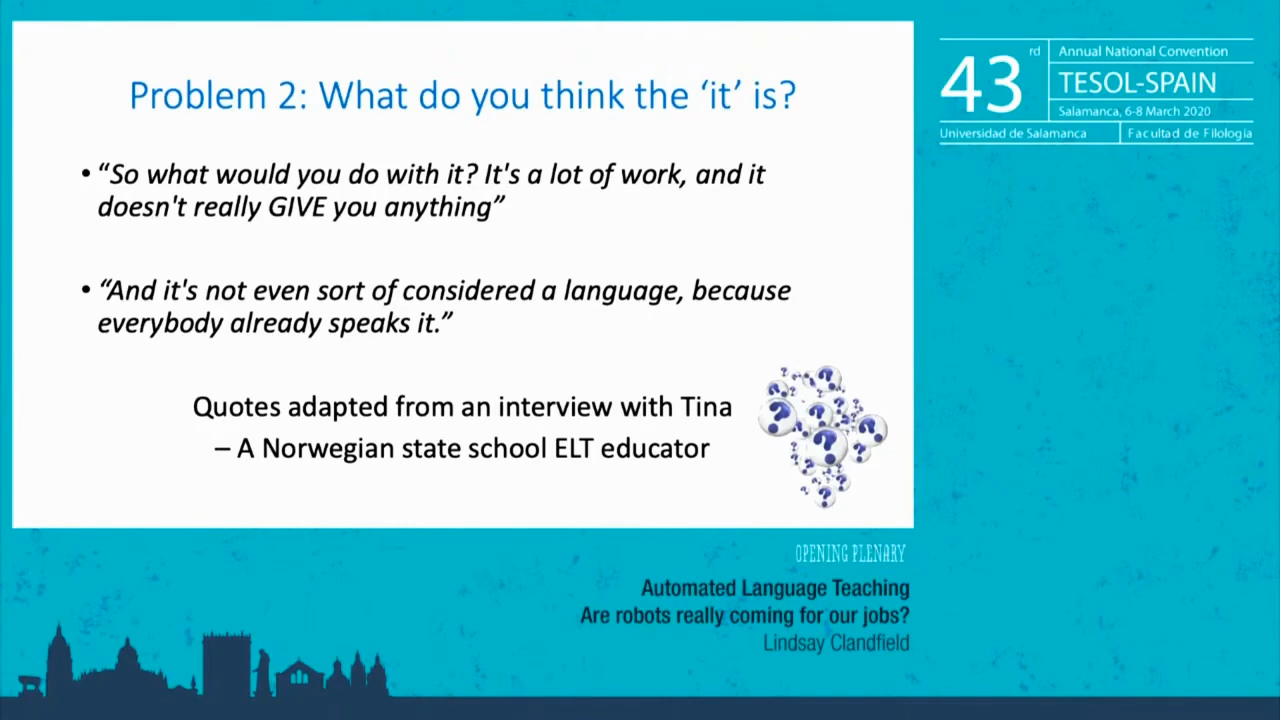 Problem 2: What do you think the ‘it’ is?
• “So what would you do with it? It's a lot of work, and it
doesn't really GIVE you anything”
• “And it's not even sort of considered a language, because
everybody already speaks it.”
Quotes adapted from an interview with Tina
– A Norwegian state school ELT educator
43rd
Annual National Convention
TESOL-SPAIN
Salamanca, 6-8 March 2020
Universidad de Salamanca
Facultad de Filología
OPENING PLENARY
Automated Language Teaching
Are robots really coming for our jobs?
Lindsay Clandfield